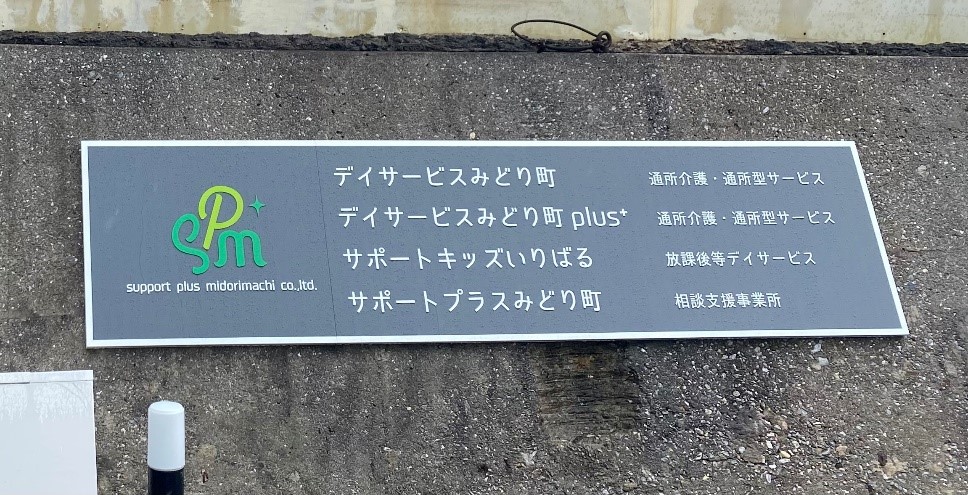 SPm
support plus midorimachi co.,ltd.
デイサービスみどり町 通所介護・通所型サービス
デイサービスみどり町 plus⁺ 通所介護・通所型サービス
サポートキッズいりばる 放課後等デイサービス
サポートプラスみどり町 相談支援事業所